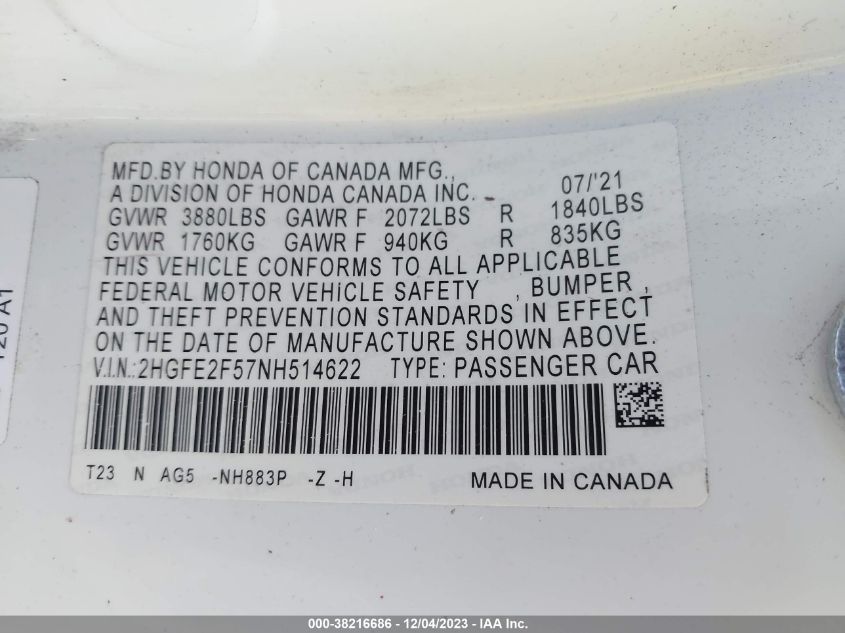 MFD.BY HONDA OF CANADA MFG.,
A DIVISION OF HONDA CANADA INC. 07/'21
GVWR 3880LBS GAWR F 2072LBS R 1840LBS
GVWR 1760KG GAWR F 940KG R 835KG
THIS VEHICLE CONFORMS TO ALL APPLICABLE
FEDERAL MOTOR VEHICLE SAFETY , BUMPER ,
AND THEFT PREVENTION STANDARDS IN EFFECT
ON THE DATE OF MANUFACTURE SHOWN ABOVE.
V.I.N.:2HGFE2F57NH514622 TYPE: PASSENGER CAR
T23 N AG5 -NH883P -Z -H MADE IN CANADA
000-38216686 - 12/04/2023 - IAA Inc.